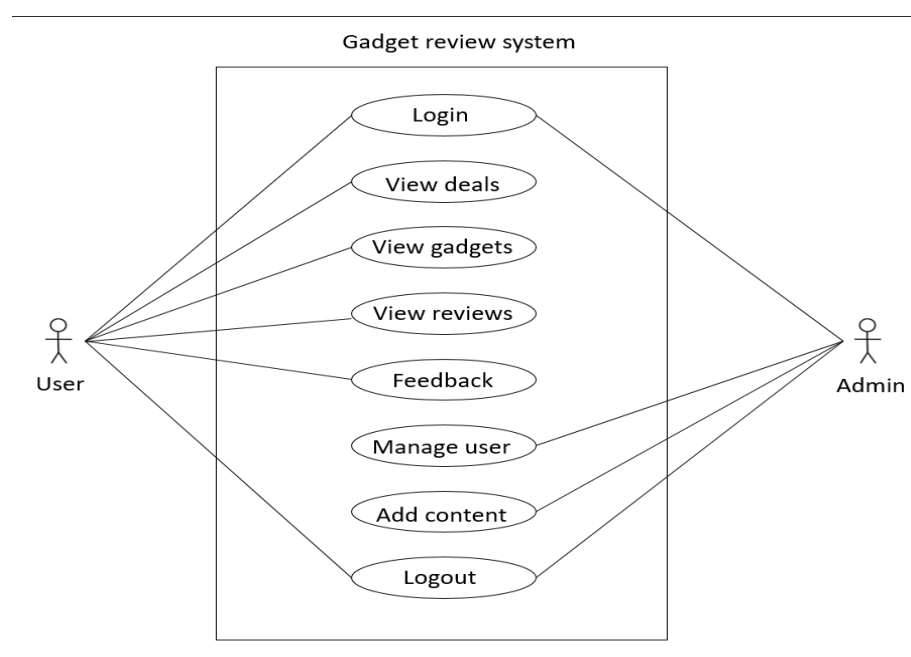 Gadget review system
Login
View deals
View gadgets
View reviews
User
Admin
Feedback
Manage user
Add content
Logout